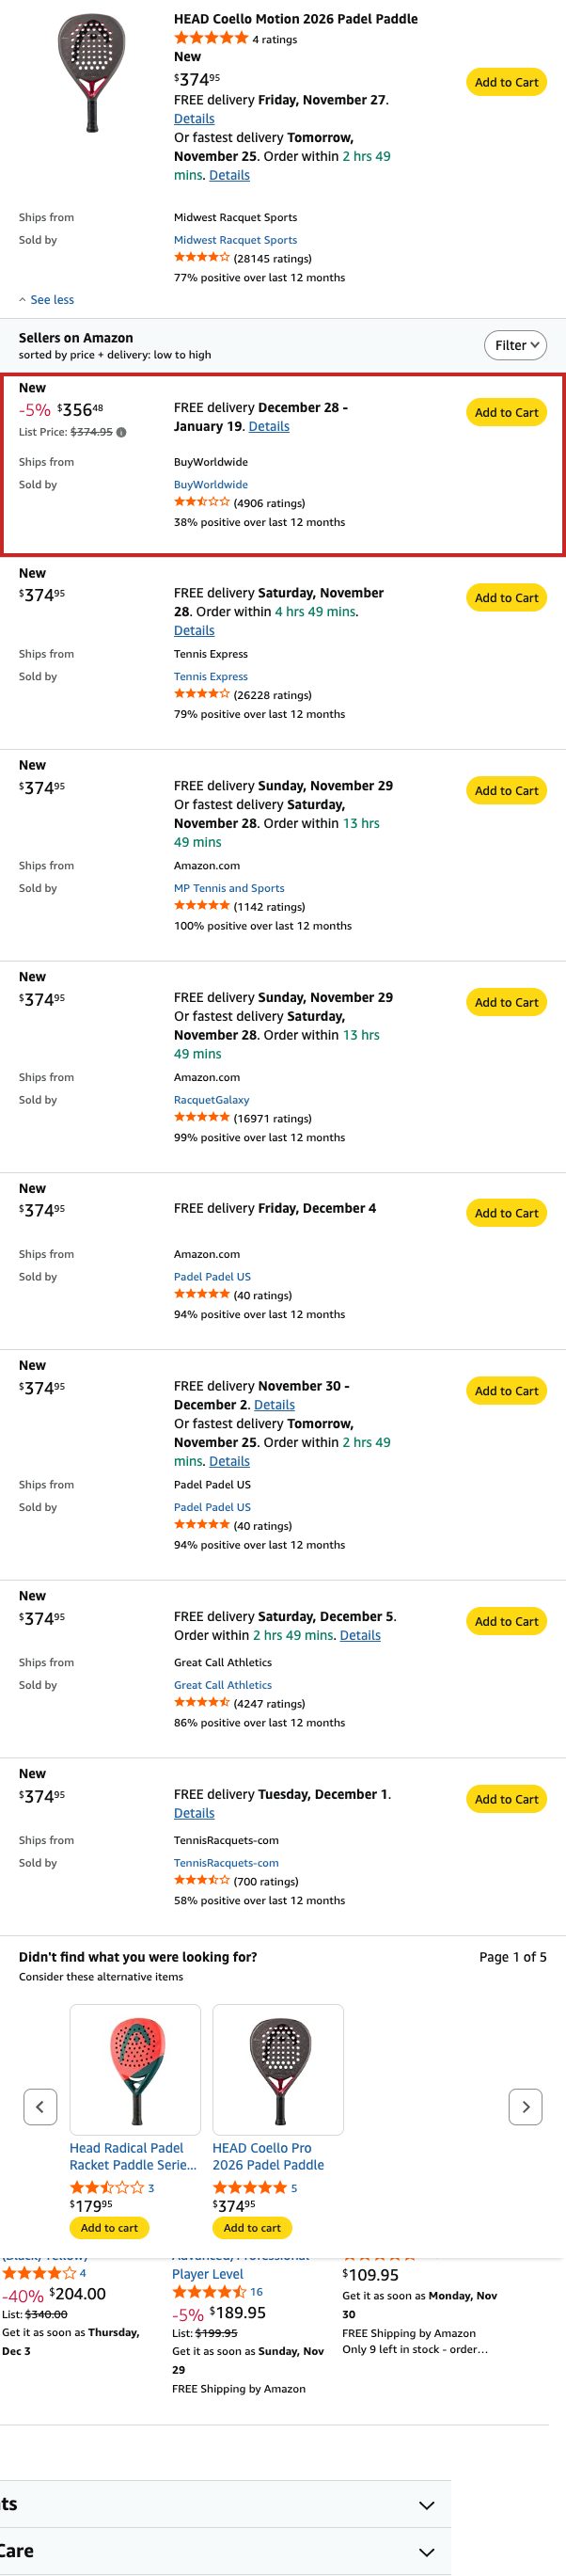 HEAD Coello Motion 2026 Padel Paddle
4 ratings
New
$374.95
Add to Cart
FREE delivery Friday, November 27.
Details
Or fastest delivery Tomorrow,
November 25. Order within 2 hrs 49
mins. Details
Ships from
Midwest Racquet Sports
Sold by
Midwest Racquet Sports
(28145 ratings)
77% positive over last 12 months
See less
Sellers on Amazon
sorted by price + delivery: low to high
Filter
New
-5% $356.48
List Price: $374.95
FREE delivery December 28 -
January 19. Details
Add to Cart
Ships from
BuyWorldwide
Sold by
BuyWorldwide
(4906 ratings)
38% positive over last 12 months
New
$374.95
FREE delivery Saturday, November
28. Order within 4 hrs 49 mins.
Details
Add to Cart
Ships from
Tennis Express
Sold by
Tennis Express
(26228 ratings)
79% positive over last 12 months
New
$374.95
FREE delivery Sunday, November 29
Or fastest delivery Saturday,
November 28. Order within 13 hrs
49 mins
Add to Cart
Ships from
Amazon.com
Sold by
MP Tennis and Sports
(1142 ratings)
100% positive over last 12 months
New
$374.95
FREE delivery Sunday, November 29
Or fastest delivery Saturday,
November 28. Order within 13 hrs
49 mins
Add to Cart
Ships from
Amazon.com
Sold by
RacquetGalaxy
(16971 ratings)
99% positive over last 12 months
New
$374.95
FREE delivery Friday, December 4
Add to Cart
Ships from
Amazon.com
Sold by
Padel Padel US
(40 ratings)
94% positive over last 12 months
New
$374.95
FREE delivery November 30 -
December 2. Details
Or fastest delivery Tomorrow,
November 25. Order within 2 hrs 49
mins. Details
Add to Cart
Ships from
Padel Padel US
Sold by
Padel Padel US
(40 ratings)
94% positive over last 12 months
New
$374.95
FREE delivery Saturday, December 5.
Order within 2 hrs 49 mins. Details
Add to Cart
Ships from
Great Call Athletics
Sold by
Great Call Athletics
(4247 ratings)
86% positive over last 12 months
New
$374.95
FREE delivery Tuesday, December 1.
Details
Add to Cart
Ships from
TennisRacquets-com
Sold by
TennisRacquets-com
(700 ratings)
58% positive over last 12 months
Didn't find what you were looking for?
Page 1 of 5
Consider these alternative items
Head Radical Padel
Racket Paddle Serie...
3
$179.95
Add to cart
HEAD Coello Pro
2026 Padel Paddle
5
$374.95
Add to cart
4
-40% $204.00
List: $340.00
Get it as soon as Thursday,
Dec 3
Player Level
16
-5% $189.95
List: $199.95
Get it as soon as Sunday, Nov
29
FREE Shipping by Amazon
$109.95
Get it as soon as Monday, Nov
30
FREE Shipping by Amazon
Only 9 left in stock - order...
ts
Care